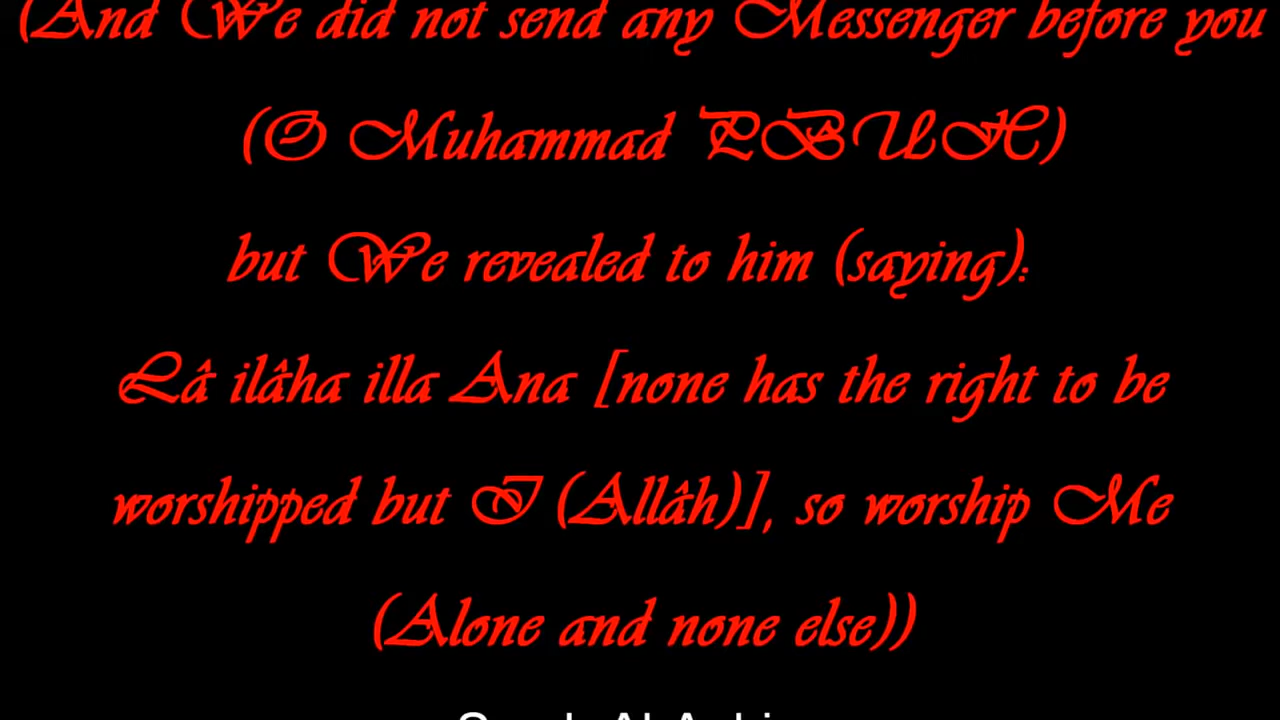 (And We did not send any Messenger before you
(O Muhammad PBUH)
but We revealed to him (saying):
Lâ ilâha illa Ana [none has the right to be
worshipped but I (Allâh)], so worship Me
(Alone and none else))